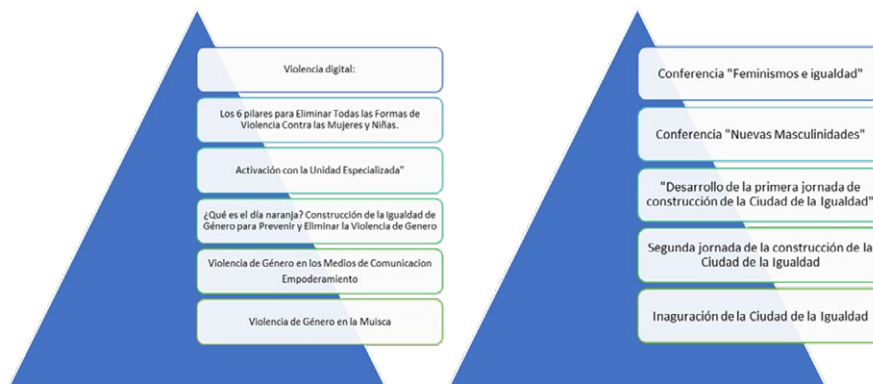 Violencia digital:
Los 6 pilares para Eliminar Todas las Formas de
Violencia Contra las Mujeres y Niñas.
Activación con la Unidad Especializada"
¿Qué es el día naranja? Construcción de la Igualdad de
Género para Prevenir y Eliminar la Violencia de Genero
Violencia de Género en los Medios de Comunicacion
Empoderamiento
Violencia de Género en la Muisca
Conferencia "Feminismos e igualdad"
Conferencia "Nuevas Masculinidades"
"Desarrollo de la primera jornada de
construcción de la Ciudad de la Igualdad"
Segunda jornada de la construcción de la
Ciudad de la Igualdad
Inaguración de la Ciudad de la Igualdad